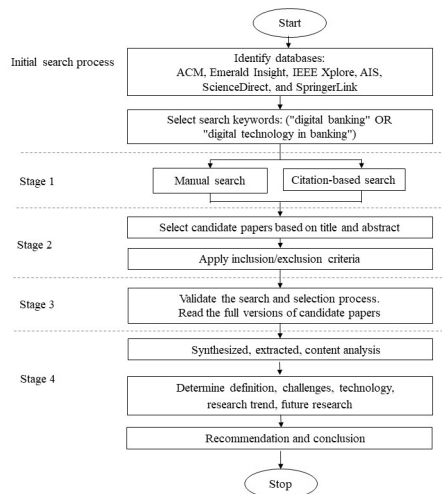 Start
Initial search process
Identify databases:
ACM, Emerald Insight, IEEE Xplore, AIS,
ScienceDirect, and SpringerLink
Select search keywords: ("digital banking" OR
"digital technology in banking")
Stage 1
Manual search
Citation-based search
Stage 2
Select candidate papers based on title and abstract
Apply inclusion/exclusion criteria
Stage 3
Validate the search and selection process.
Read the full versions of candidate papers
Stage 4
Synthesized, extracted, content analysis
Determine definition, challenges, technology,
research trend, future research
Recommendation and conclusion
Stop